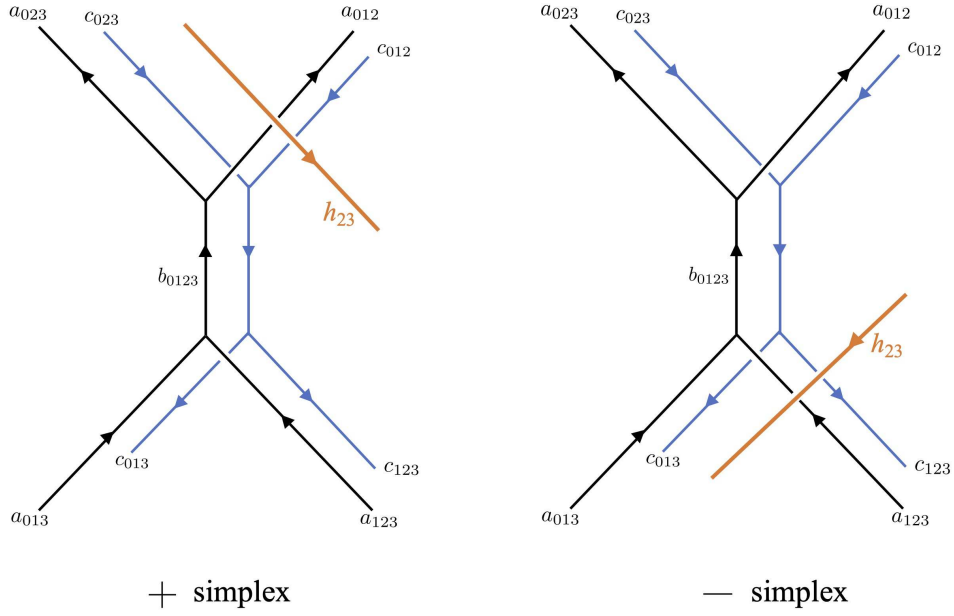 a₀₂₃ c₀₂₃ a₀₁₂ a₀₂₃ c₀₂₃ a₀₁₂
c₀₁₂ c₀₁₂
h₂₃
b₀₁₂₃ b₀₁₂₃
h₂₃
c₀₁₃ c₁₂₃ c₀₁₃ c₁₂₃
a₀₁₃ a₁₂₃ a₀₁₃ a₁₂₃
+ simplex − simplex